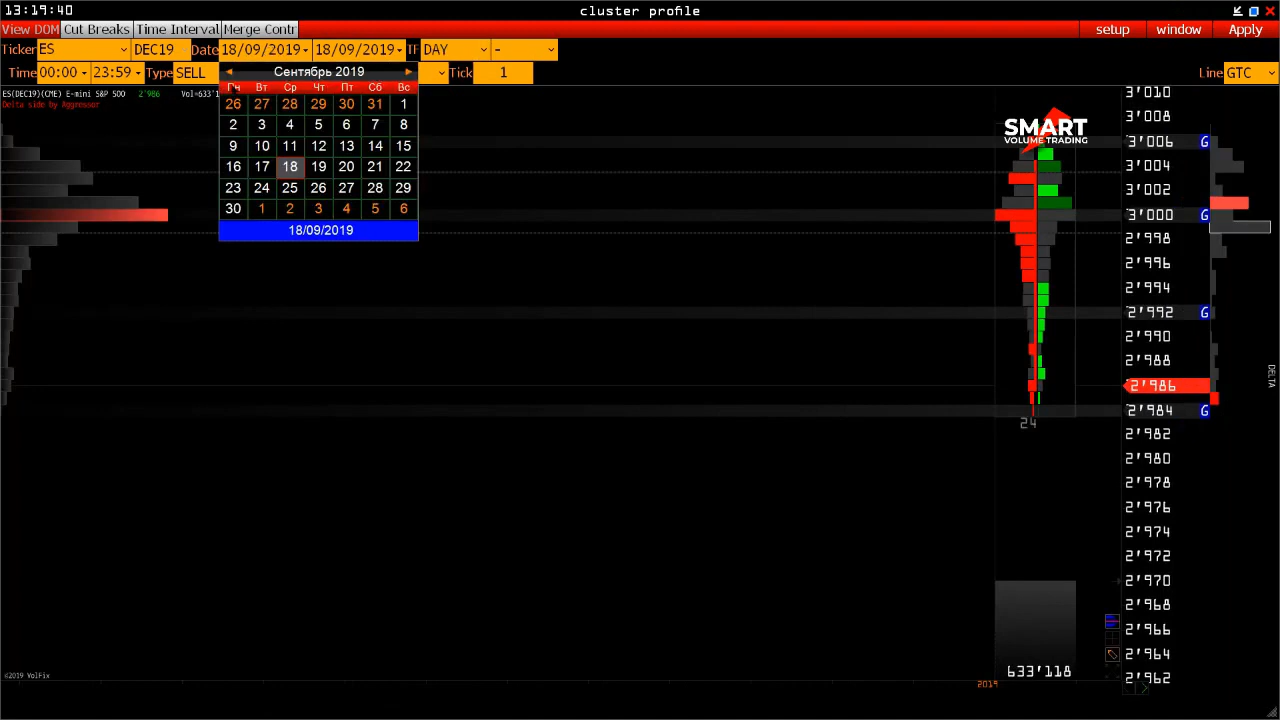 13:19:40
cluster profile
View DOM Cut Breaks Time Interval Merge Contr
setup window Apply
Ticker ES DEC19 Date 18/09/2019 18/09/2019 TF DAY -
Time 00:00 23:59 Type SELL Tick 1 Line GTC
Сентябрь 2019
Пн Вт Ср Чт Пт Сб Вс
26 27 28 29 30 31 1
2 3 4 5 6 7 8
9 10 11 12 13 14 15
16 17 18 19 20 21 22
23 24 25 26 27 28 29
30 1 2 3 4 5 6
18/09/2019
ES(DEC19)(CME) E-mini S&P 500 2'986 Vol=633'1
Delta side by Aggressor
SMART
VOLUME TRADING
3'010
3'008
3'006 G
3'004
3'002
3'000 G
2'998
2'996
2'994
2'992 G
2'990
2'988
2'986
2'984 G
2'982
2'980
2'978
2'976
2'974
2'972
2'970
2'968
2'966
2'964
2'962
DELTA
24
633'118
2019
©2019 VolFix